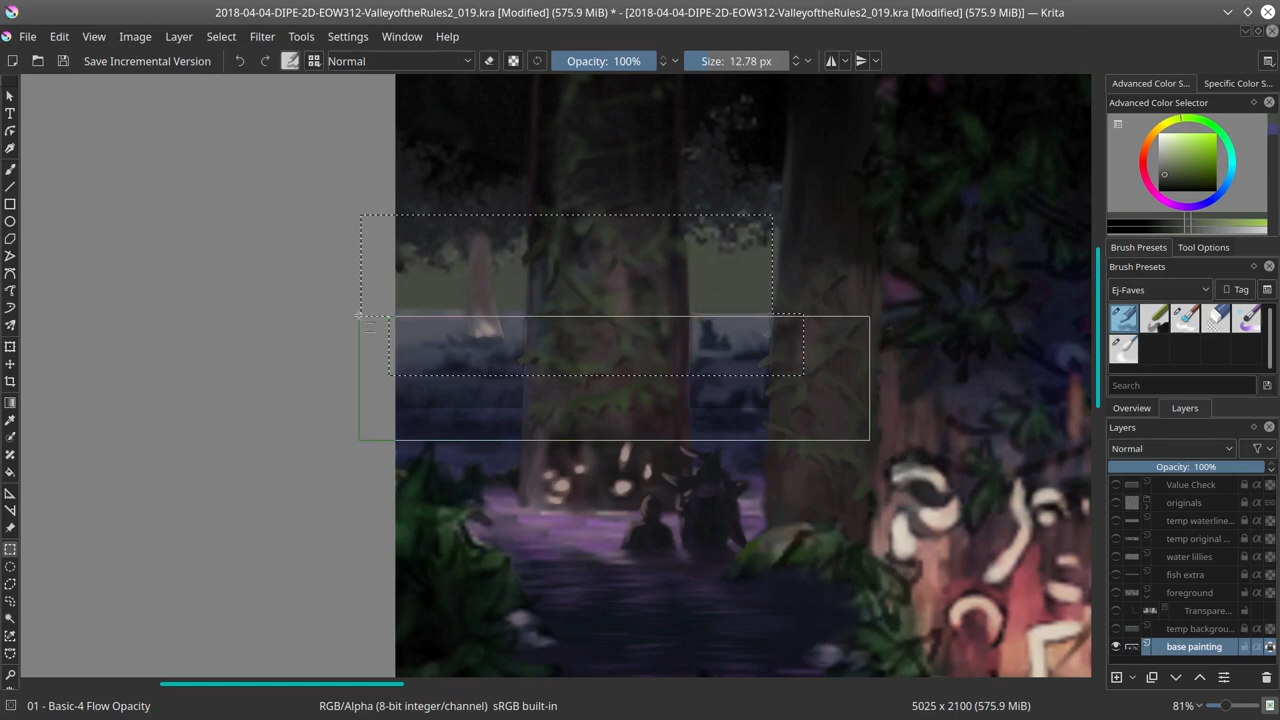 2018-04-04-DIPE-2D-EOW312-ValleyoftheRules2_019.kra [Modified] (575.9 MiB) * - [2018-04-04-DIPE-2D-EOW312-ValleyoftheRules2_019.kra [Modified] (575.9 MiB)] — Krita
File Edit View Image Layer Select Filter Tools Settings Window Help
Save Incremental Version Normal Opacity: 100% Size: 12.78 px
Advanced Color S... Specific Color S...
Advanced Color Selector
Brush Presets Tool Options
Brush Presets
Ej-Faves Tag
Search
Overview Layers
Layers
Normal
Opacity: 100%
Value Check
originals
temp waterline...
temp original ...
water lillies
fish extra
foreground
Transpare...
temp backgrou...
base painting
01 - Basic-4 Flow Opacity RGB/Alpha (8-bit integer/channel) sRGB built-in 5025 x 2100 (575.9 MiB) 81%